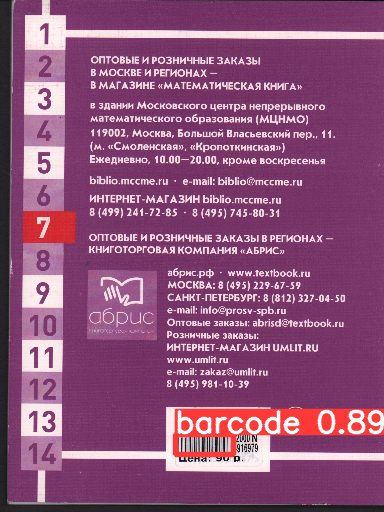 1
2
3
4
5
6
7
8
9
10
11
12
13
14
ОПТОВЫЕ И РОЗНИЧНЫЕ ЗАКАЗЫ
В МОСКВЕ И РЕГИОНАХ –
В МАГАЗИНЕ «МАТЕМАТИЧЕСКАЯ КНИГА»
в здании Московского центра непрерывного
математического образования (МЦНМО)
119002, Москва, Большой Власьевский пер., 11.
(м. «Смоленская», «Кропоткинская»)
Ежедневно, 10.00–20.00, кроме воскресенья
biblio.mccme.ru · e-mail: biblio@mccme.ru
ИНТЕРНЕТ-МАГАЗИН biblio.mccme.ru
8 (499) 241-72-85 · 8 (495) 745-80-31
ОПТОВЫЕ И РОЗНИЧНЫЕ ЗАКАЗЫ В РЕГИОНАХ –
КНИГОТОРГОВАЯ КОМПАНИЯ «АБРИС»
абрис
абрис.рф · www.textbook.ru
МОСКВА: 8 (495) 229-67-59
САНКТ-ПЕТЕРБУРГ: 8 (812) 327-04-50
e-mail: info@prosv-spb.ru
Оптовые заказы: abrisd@textbook.ru
Розничные заказы:
ИНТЕРНЕТ-МАГАЗИН UMLIT.RU
www.umlit.ru
e-mail: zakaz@umlit.ru
8 (495) 981-10-39
barcode 0.89
2000 N
916979
Цена: 90 р.